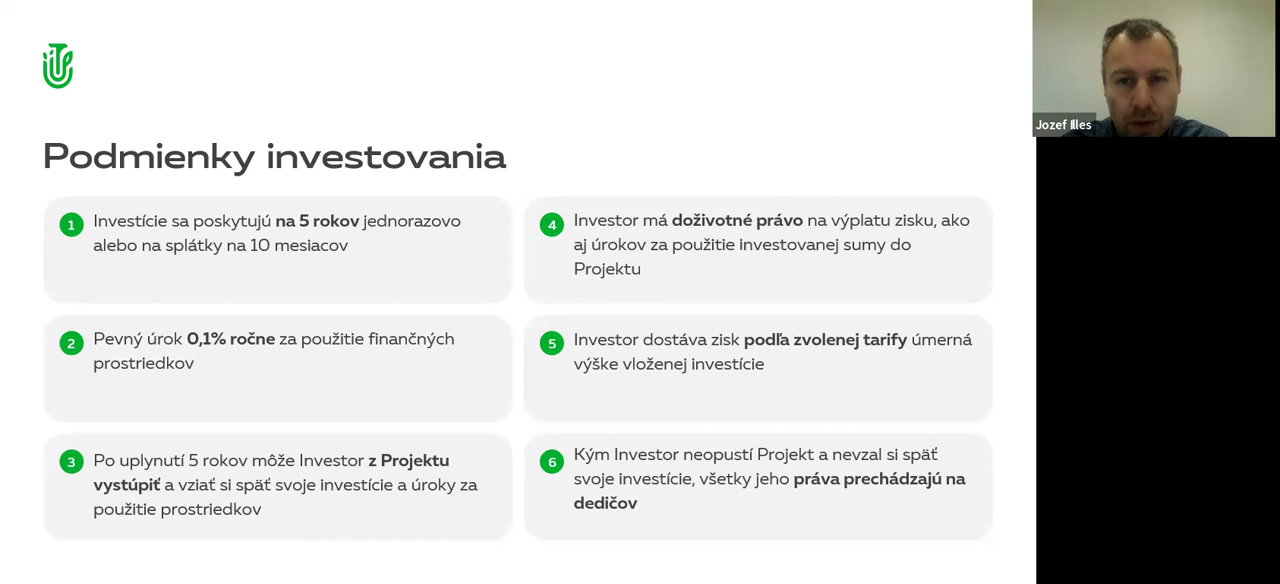 Podmienky investovania
1
Investície sa poskytujú na 5 rokov jednorazovo
alebo na splátky na 10 mesiacov
2
Pevný úrok 0,1% ročne za použitie finančných
prostriedkov
3
Po uplynutí 5 rokov môže Investor z Projektu
vystúpiť a vziať si späť svoje investície a úroky za
použitie prostriedkov
4
Investor má doživotné právo na výplatu zisku, ako
aj úrokov za použitie investovanej sumy do
Projektu
5
Investor dostáva zisk podľa zvolenej tarify úmerná
výške vloženej investície
6
Kým Investor neopustí Projekt a nevzal si späť
svoje investície, všetky jeho práva prechádzajú na
dedičov
Jozef Illes